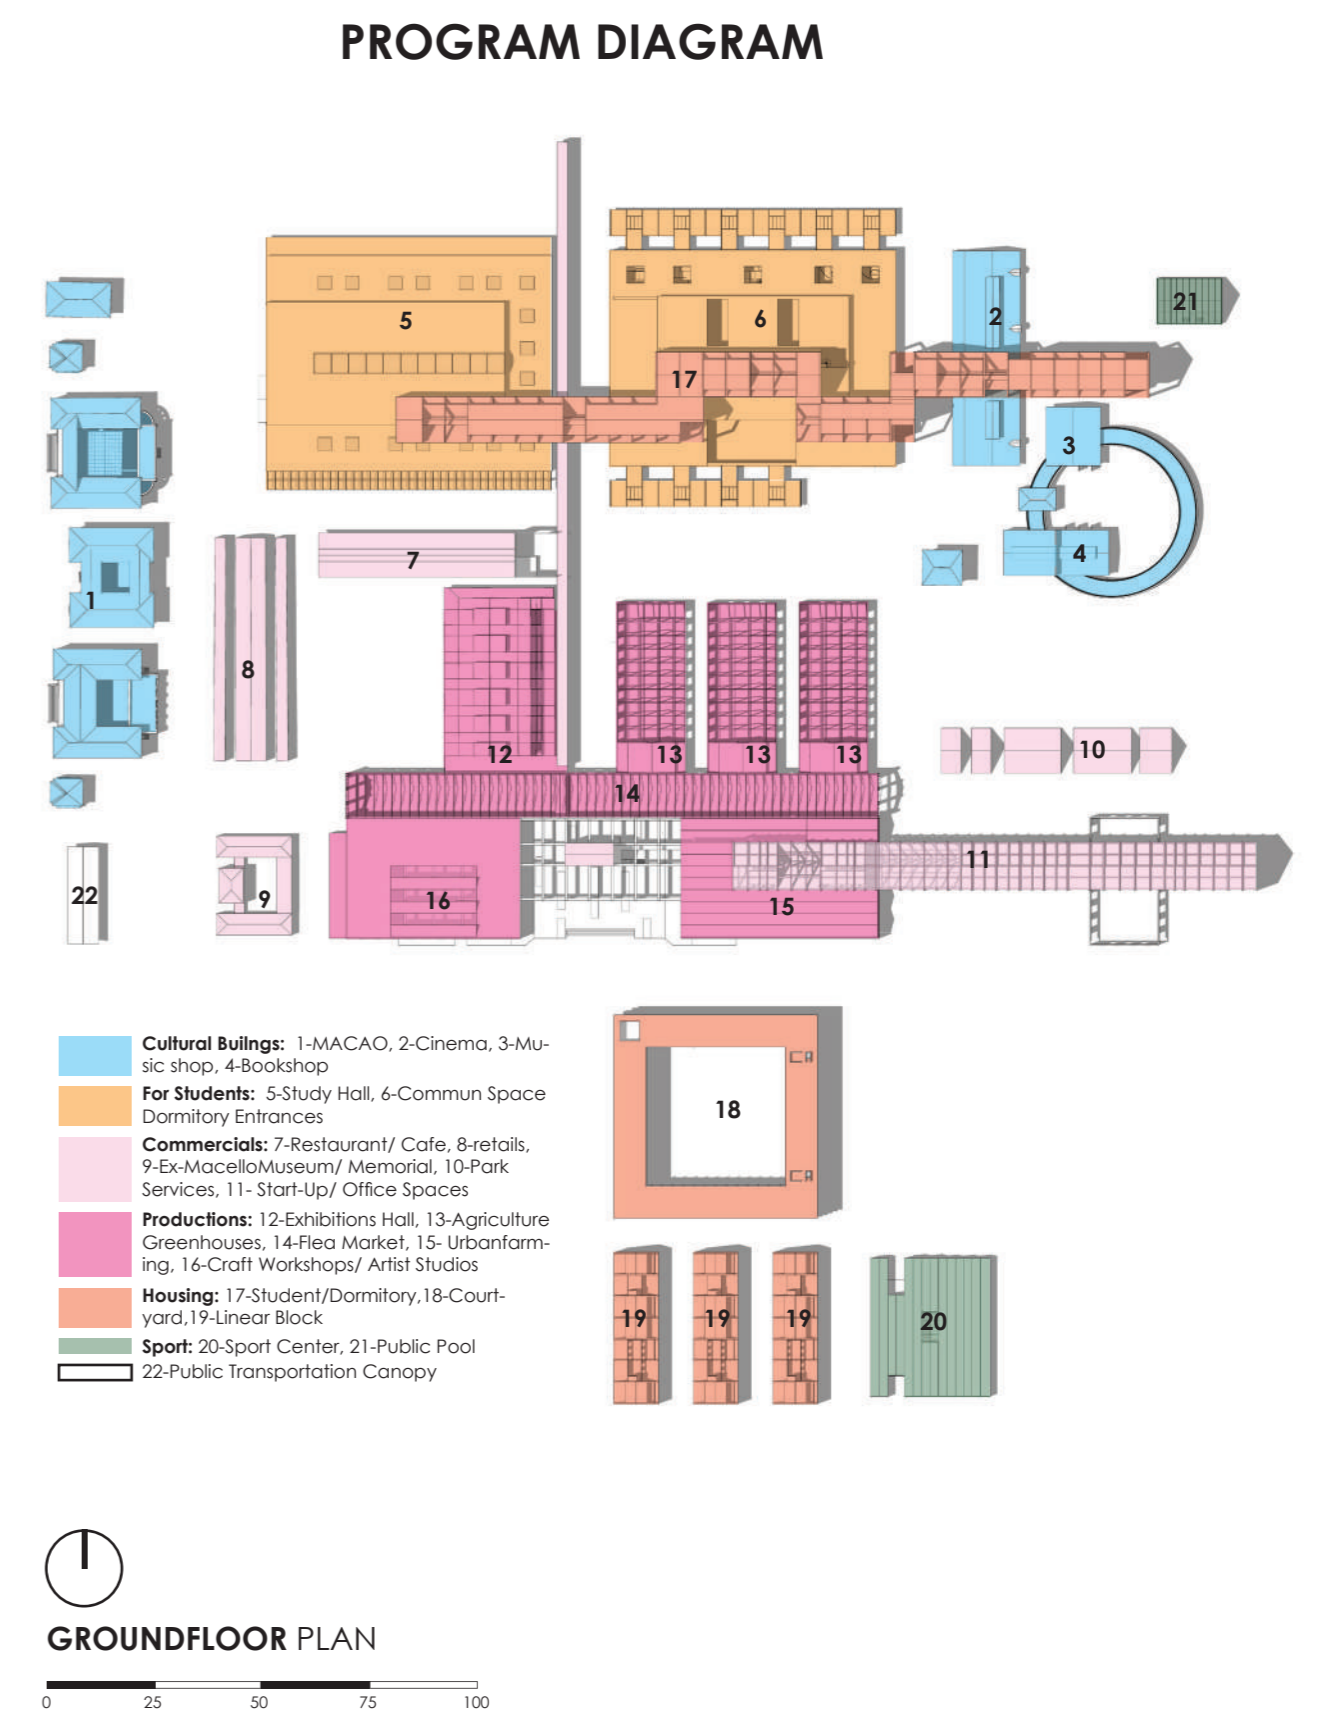 PROGRAM DIAGRAM
21
5
6
2
17
3
4
7
1
8
12
13
13
13
10
14
11
22
9
16
15
Cultural Builngs: 1-MACAO, 2-Cinema, 3-Mu-
sic shop, 4-Bookshop
For Students: 5-Study Hall, 6-Commun Space
Dormitory Entrances
Commercials: 7-Restaurant/ Cafe, 8-retails,
9-Ex-MacelloMuseum/ Memorial, 10-Park
Services, 11- Start-Up/ Office Spaces
Productions: 12-Exhibitions Hall, 13-Agriculture
Greenhouses, 14-Flea Market, 15- Urbanfarm-
ing, 16-Craft Workshops/ Artist Studios
Housing: 17-Student/Dormitory,18-Court-
yard,19-Linear Block
Sport: 20-Sport Center, 21-Public Pool
22-Public Transportation Canopy
18
19
19
19
20
GROUNDFLOOR PLAN
0 25 50 75 100